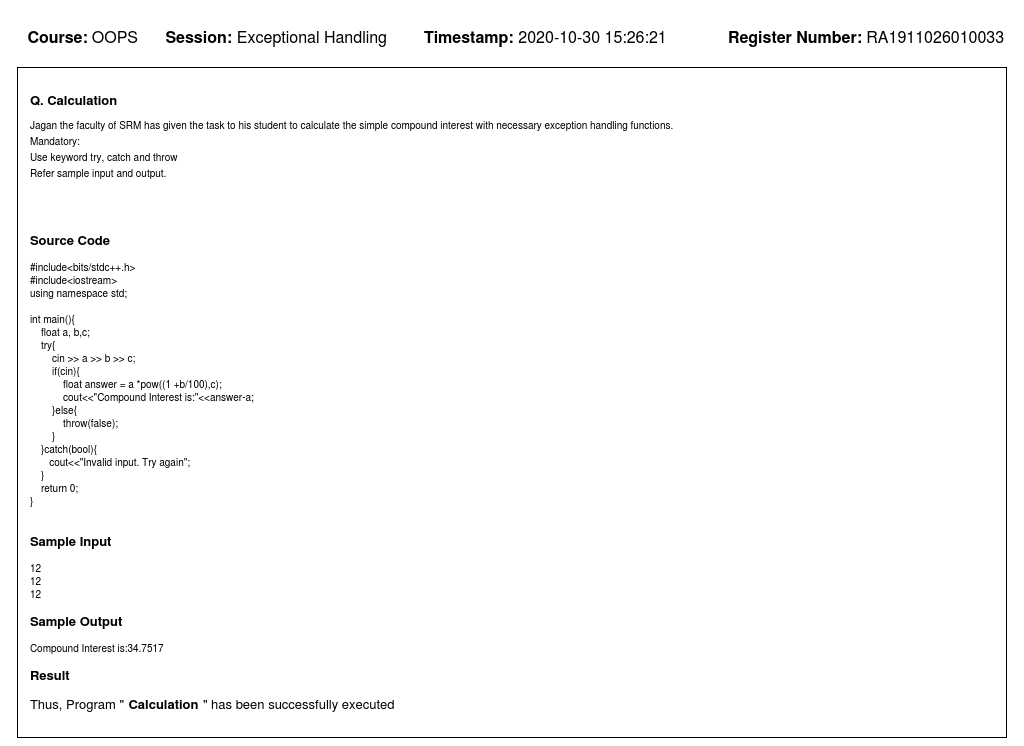 Course: OOPS Session: Exceptional Handling Timestamp: 2020-10-30 15:26:21 Register Number: RA1911026010033
Q. Calculation
Jagan the faculty of SRM has given the task to his student to calculate the simple compound interest with necessary exception handling functions.
Mandatory:
Use keyword try, catch and throw
Refer sample input and output.
Source Code
#include<bits/stdc++.h>
#include<iostream>
using namespace std;
int main(){
float a, b,c;
try{
cin >> a >> b >> c;
if(cin){
float answer = a *pow((1 +b/100),c);
cout<<"Compound Interest is:"<<answer-a;
}else{
throw(false);
}
}catch(bool){
cout<<"Invalid input. Try again";
}
return 0;
}
Sample Input
12
12
12
Sample Output
Compound Interest is:34.7517
Result
Thus, Program " Calculation " has been successfully executed